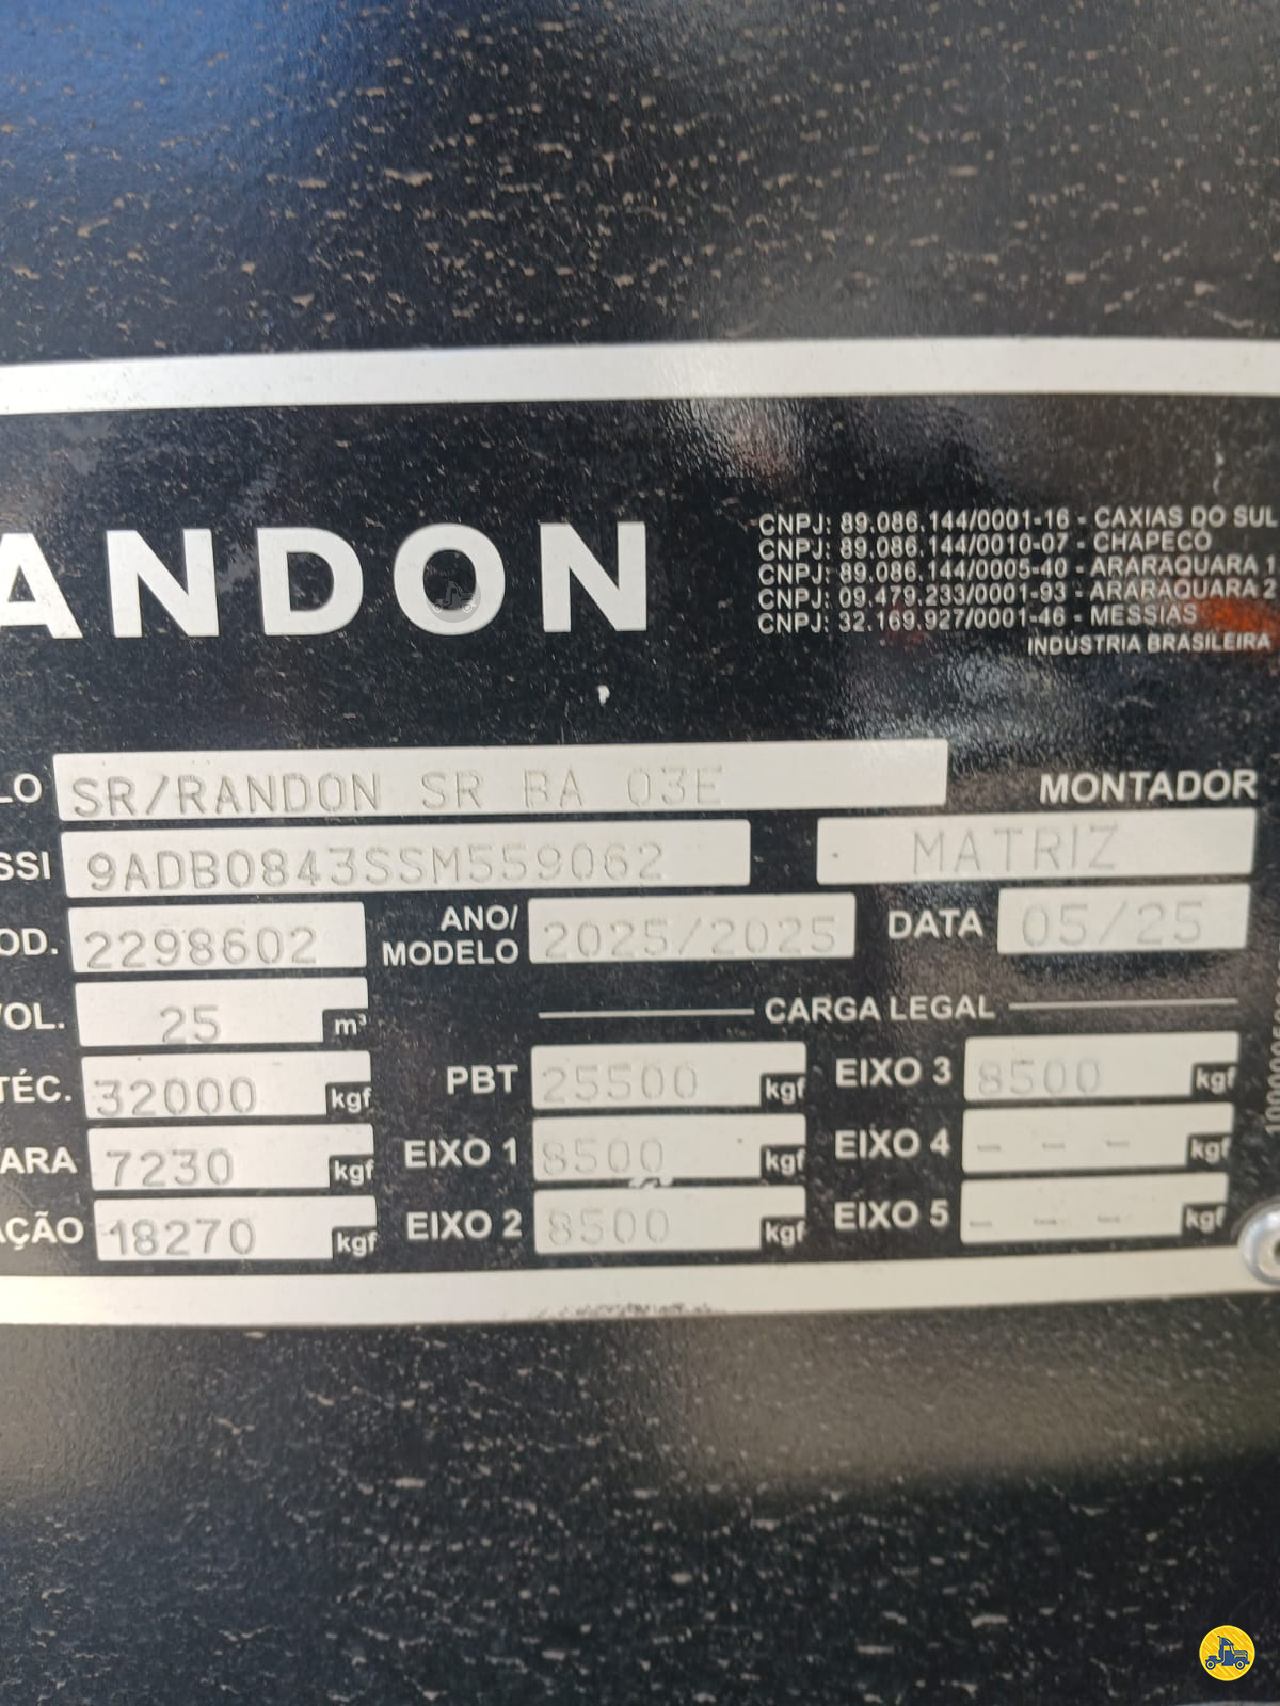 ANDON
CNPJ: 89.086.144/0001-16 - CAXIAS DO SUL
CNPJ: 89.086.144/0010-07 - CHAPECÓ
CNPJ: 89.086.144/0005-40 - ARARAQUARA 1
CNPJ: 09.479.233/0001-93 - ARARAQUARA 2
CNPJ: 32.169.927/0001-46 - MESSIAS
INDÚSTRIA BRASILEIRA
LO SR/RANDON SR BA 03E MONTADOR
SSI 9ADB0843SSM559062 MATRIZ
OD. 2298602 ANO/MODELO 2025/2025 DATA 05/25
VOL. 25 m³ CARGA LEGAL
TÉC. 32000 kgf PBT 25500 kgf EIXO 3 8500 kgf
ARA 7230 kgf EIXO 1 8500 kgf EIXO 4 - - - kgf
AÇÃO 18270 kgf EIXO 2 8500 kgf EIXO 5 - - - kgf